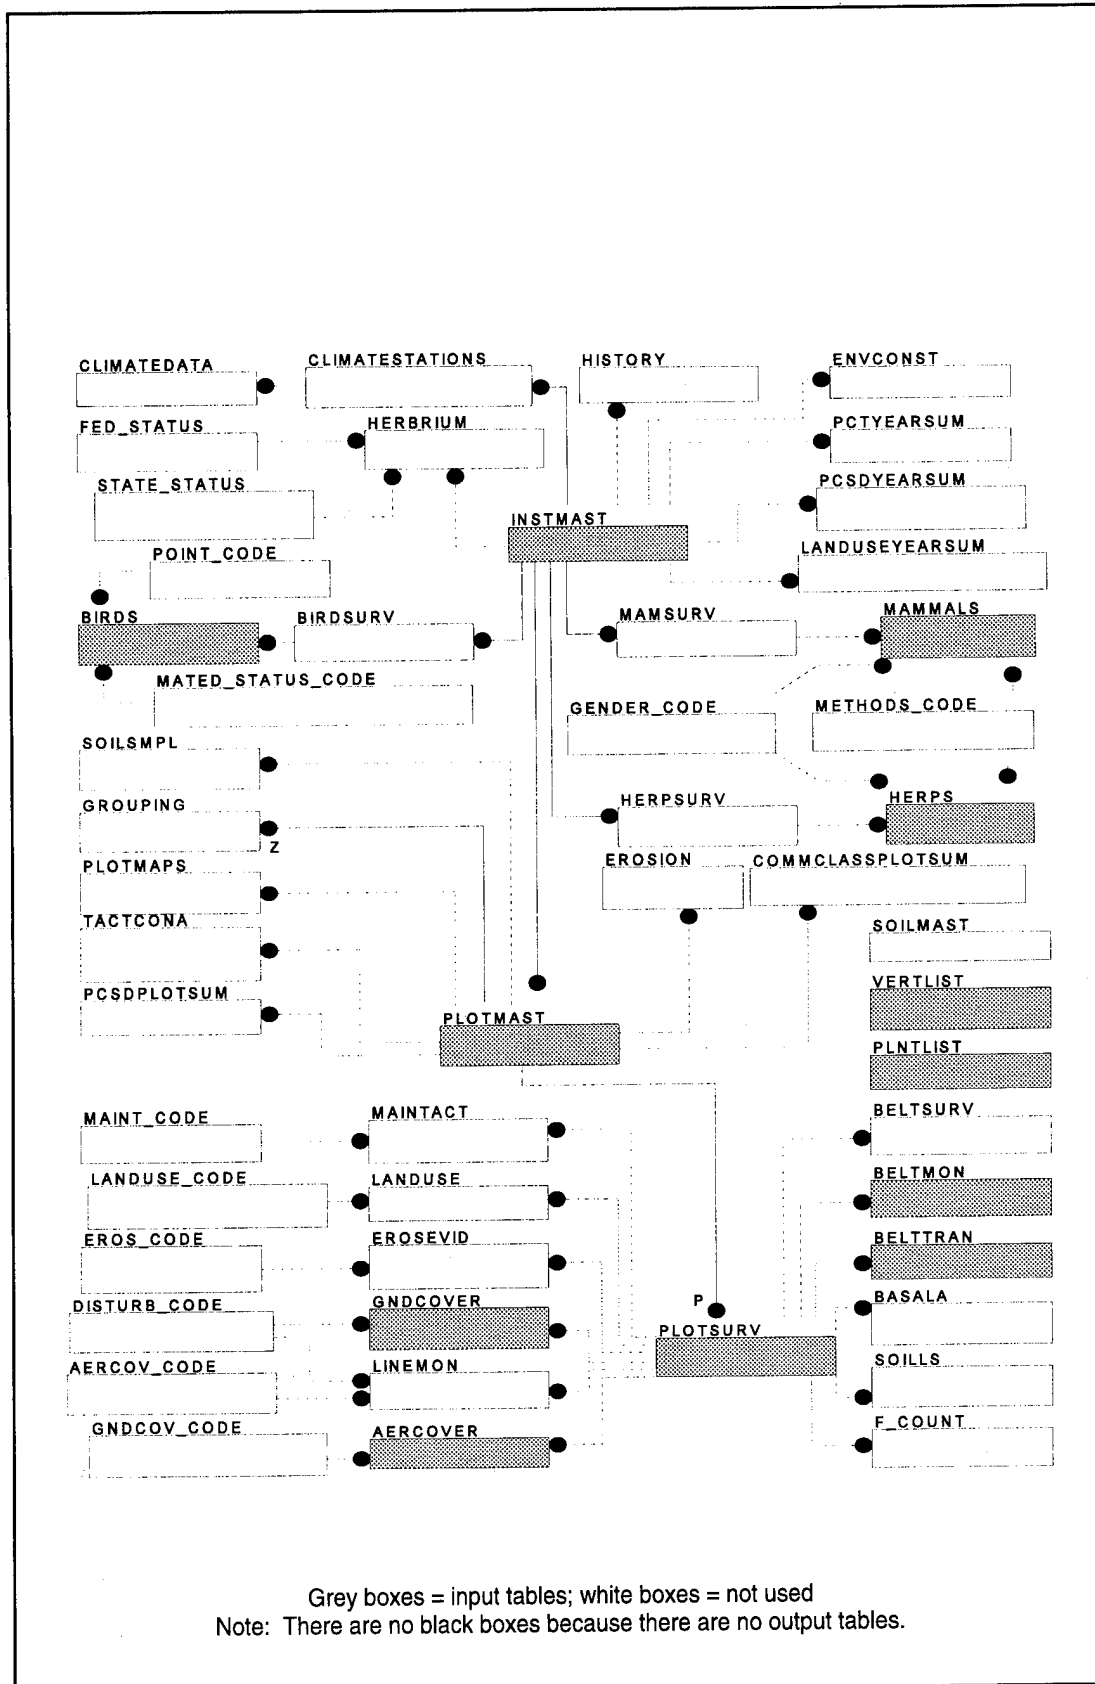 CLIMATEDATA
CLIMATESTATIONS
HISTORY
ENVCONST
FED_STATUS
HERBRIUM
PCTYEARSUM
STATE_STATUS
PCSDYEARSUM
INSTMAST
POINT_CODE
LANDUSEYEARSUM
BIRDS
BIRDSURV
MAMSURV
MAMMALS
MATED_STATUS_CODE
GENDER_CODE
METHODS_CODE
SOILSMPL
GROUPING
Z
HERPSURV
HERPS
PLOTMAPS
EROSION
COMMCLASSPLOTSUM
TACTCONA
SOILMAST
PCSDPLOTSUM
VERTLIST
PLOTMAST
PLNTLIST
MAINT_CODE
MAINTACT
BELTSURV
LANDUSE_CODE
LANDUSE
BELTMON
EROS_CODE
EROSEVID
BELTTRAN
DISTURB_CODE
GNDCOVER
P
BASALA
PLOTSURV
AERCOV_CODE
LINEMON
SOILLS
GNDCOV_CODE
AERCOVER
F_COUNT
Grey boxes = input tables; white boxes = not used
Note: There are no black boxes because there are no output tables.